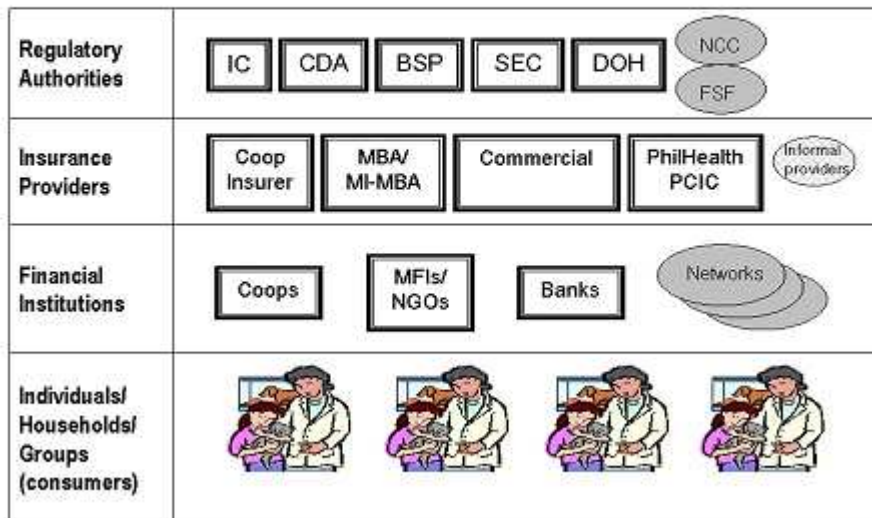 Regulatory
Authorities
IC
CDA
BSP
SEC
DOH
NCC
FSF
Insurance
Providers
Coop
Insurer
MBA/
MI-MBA
Commercial
PhilHealth
PCIC
Informal
providers
Financial
Institutions
Coops
MFIs/
NGOs
Banks
Networks
Individuals/
Households/
Groups
(consumers)